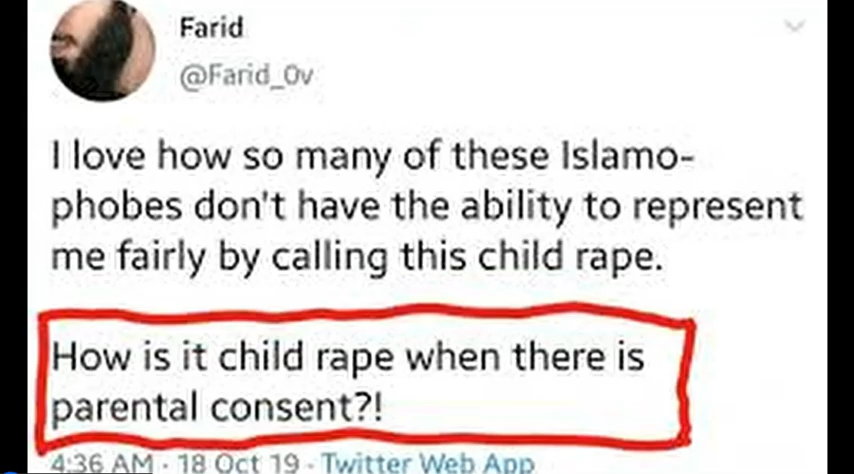 Farid
@Farid_Ov
I love how so many of these Islamo-
phobes don't have the ability to represent
me fairly by calling this child rape.
How is it child rape when there is
parental consent?!
4:36 AM · 18 Oct 19 · Twitter Web App